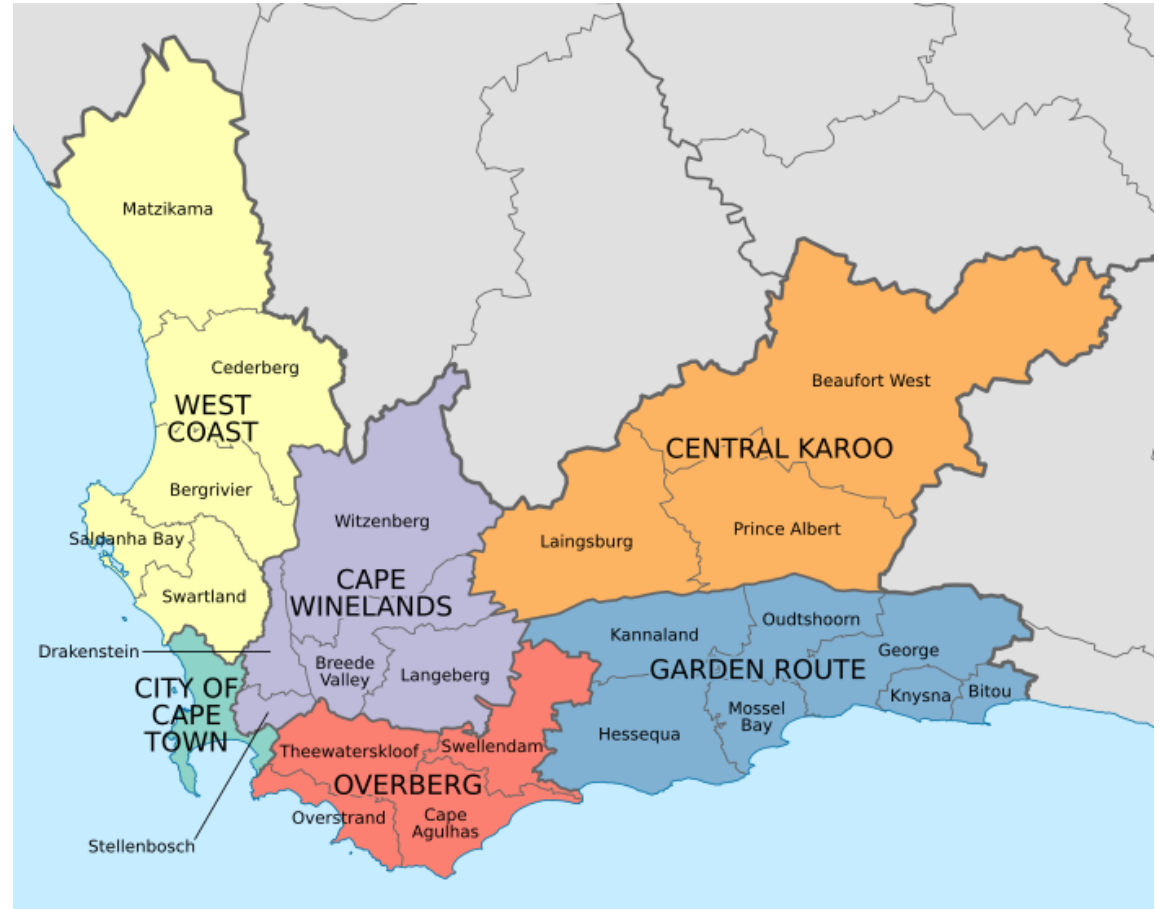 Matzikama
Cederberg
WEST
COAST
Bergrivier
Saldanha Bay
Swartland
Witzenberg
CAPE
WINELANDS
Drakenstein
Breede
Valley
Langeberg
CITY OF
CAPE
TOWN
Stellenbosch
Theewaterskloof
Swellendam
OVERBERG
Overstrand
Cape
Agulhas
Beaufort West
CENTRAL KAROO
Laingsburg
Prince Albert
Kannaland
Oudtshoorn
George
GARDEN ROUTE
Knysna
Bitou
Mossel
Bay
Hessequa